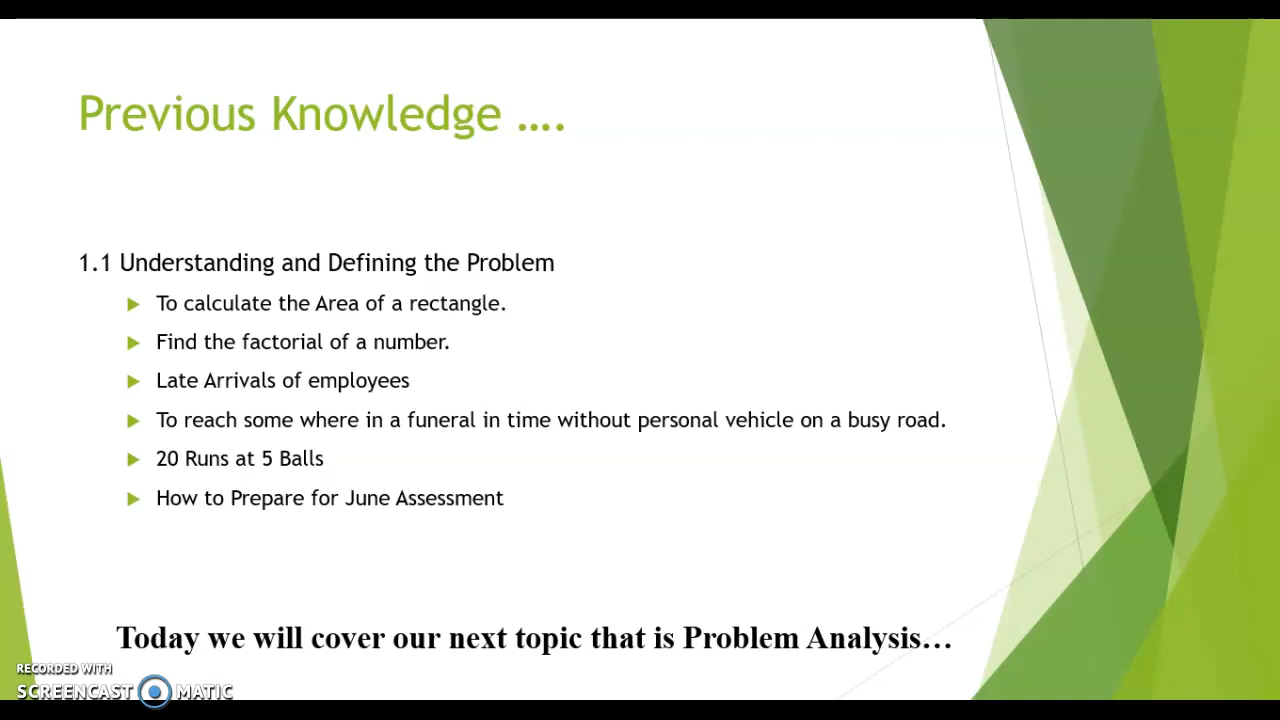 Previous Knowledge ....
1.1 Understanding and Defining the Problem
To calculate the Area of a rectangle.
Find the factorial of a number.
Late Arrivals of employees
To reach some where in a funeral in time without personal vehicle on a busy road.
20 Runs at 5 Balls
How to Prepare for June Assessment
Today we will cover our next topic that is Problem Analysis...
RECORDED WITH
SCREENCAST MATIC